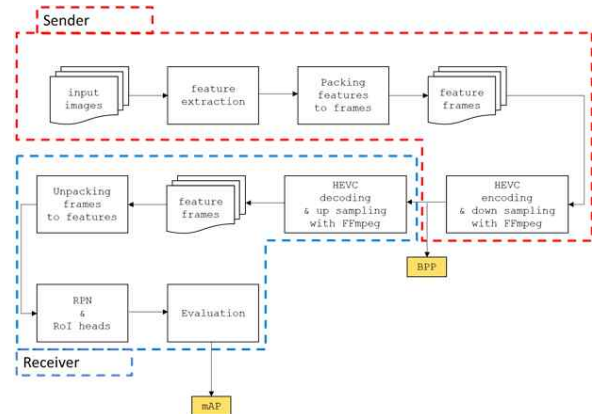 Sender
input
images
feature
extraction
Packing
features
to frames
feature
frames
HEVC
encoding
& down sampling
with FFmpeg
HEVC
decoding
& up sampling
with FFmpeg
BPP
feature
frames
Unpacking
frames
to features
RPN
&
RoI heads
Evaluation
Receiver
mAP